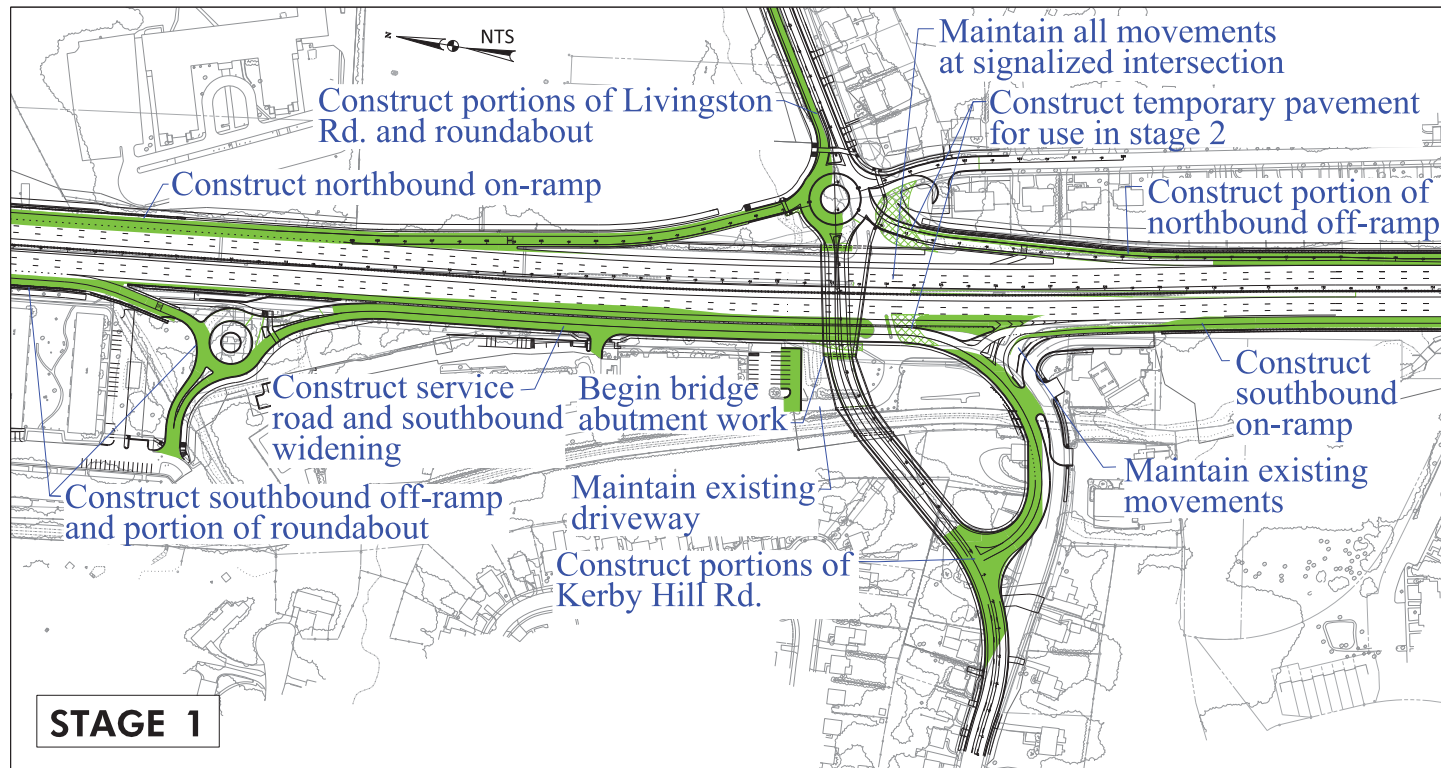 N
NTS
Maintain all movements
at signalized intersection
Construct portions of Livingston
Rd. and roundabout
Construct temporary pavement
for use in stage 2
Construct northbound on-ramp
Construct portion of
northbound off-ramp
Construct service
road and southbound
widening
Begin bridge
abutment work
Construct
southbound
on-ramp
Maintain existing
driveway
Maintain existing
movements
Construct southbound off-ramp
and portion of roundabout
Construct portions of
Kerby Hill Rd.
STAGE 1